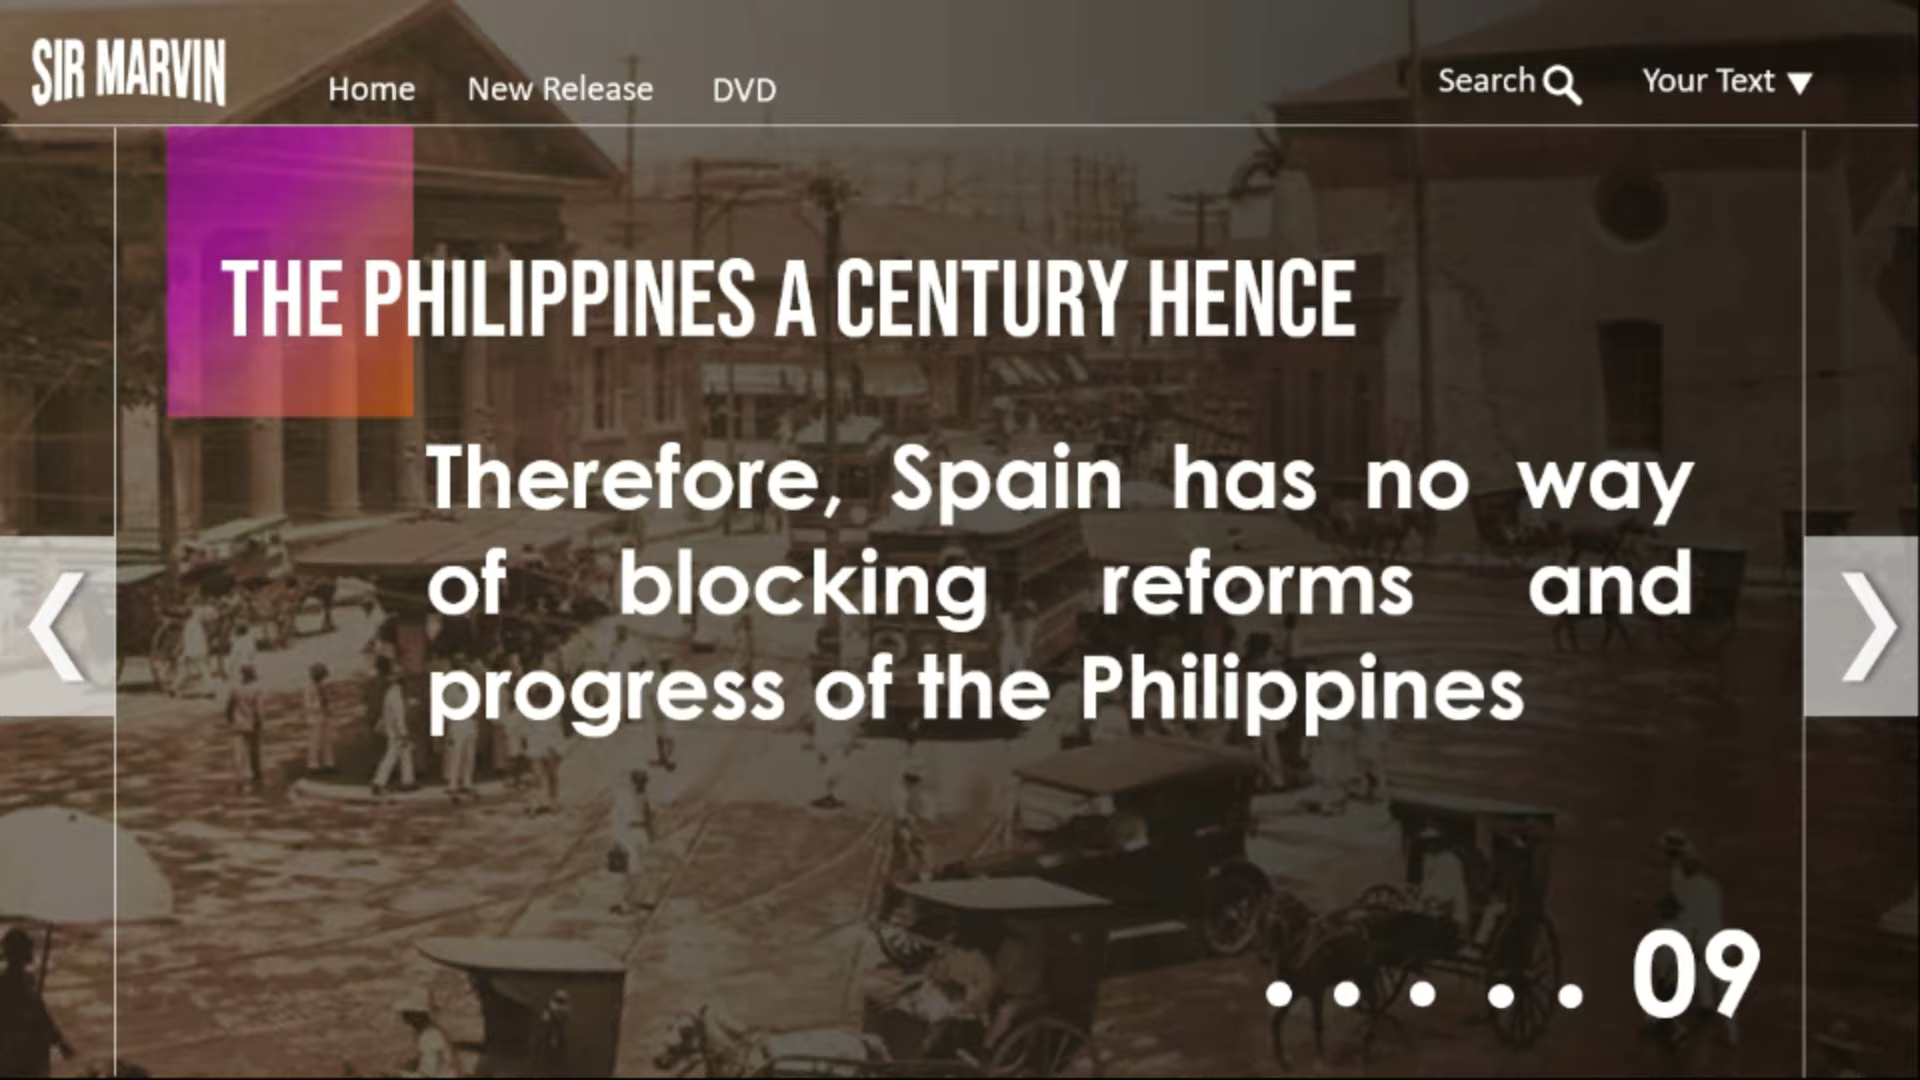 SIR MARVIN
Home New Release DVD
Search Your Text
THE PHILIPPINES A CENTURY HENCE
Therefore, Spain has no way
of blocking reforms and
progress of the Philippines
09